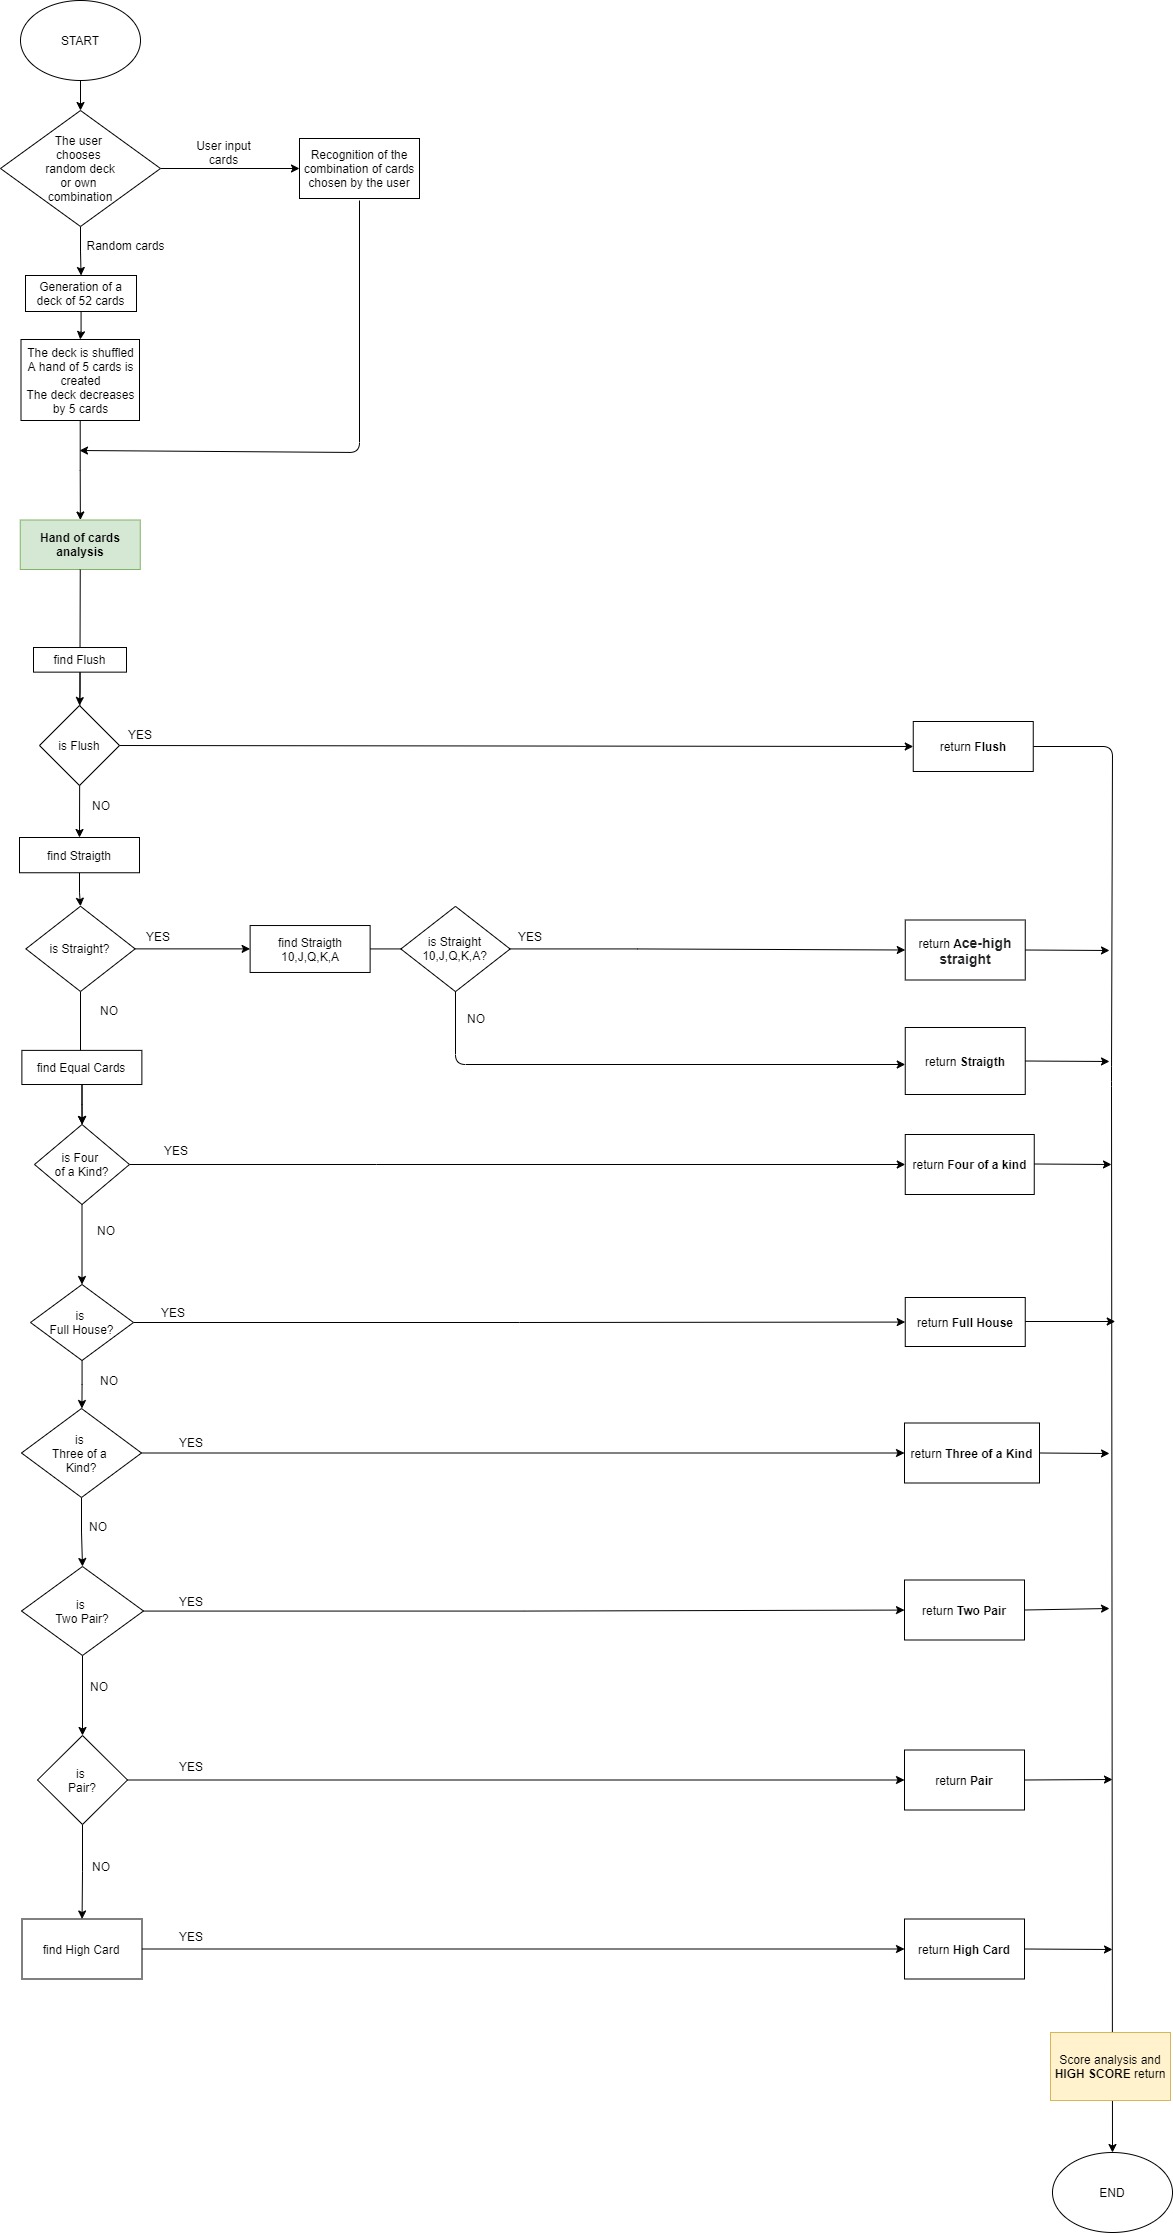 START
The user
chooses
random deck
or own
combination
User input
cards
Recognition of the
combination of cards
chosen by the user
Random cards
Generation of a
deck of 52 cards
The deck is shuffled
A hand of 5 cards is
created
The deck decreases
by 5 cards
Hand of cards
analysis
find Flush
is Flush
YES
return Flush
NO
find Straigth
is Straight?
YES
find Straigth
10,J,Q,K,A
is Straight
10,J,Q,K,A?
YES
return Ace-high
straight
NO
NO
return Straigth
find Equal Cards
is Four
of a Kind?
YES
return Four of a kind
NO
is
Full House?
YES
return Full House
NO
is
Three of a
Kind?
YES
return Three of a Kind
NO
is
Two Pair?
YES
return Two Pair
NO
is
Pair?
YES
return Pair
NO
find High Card
YES
return High Card
Score analysis and
HIGH SCORE return
END